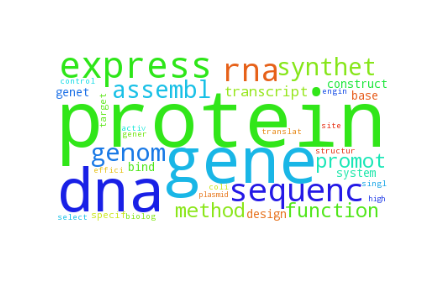 express rna synthet
control
genet target assembl transcript engin construct base
protein
activ gener translat site
genom gene structur promot
effici bind system
dna coli plasmid sequenc singl
select specif biolog method design function high